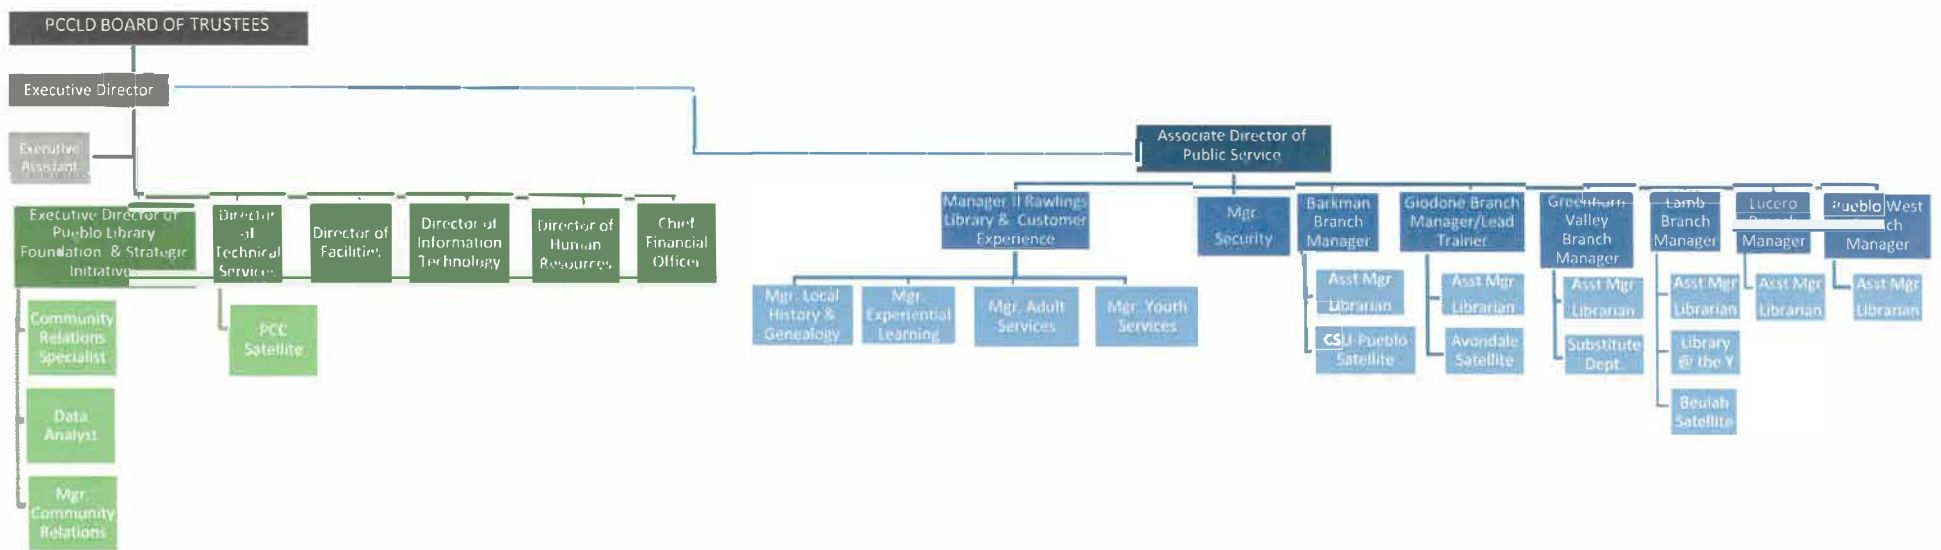 PCCLD BOARD OF TRUSTEES
Executive Director
Executive
Assistant
Associate Director of
Public Service
Executive Director of
Pueblo Library
Foundation & Strategic
Initiatives
Director
of
Technical
Services
Director of
Facilities
Director of
Information
Technology
Director of
Human
Resources
Chief
Financial
Officer
Community
Relations
Specialist
Data
Analyst
Mgr.
Community
Relations
PCC
Satellite
Manager II Rawlings
Library & Customer
Experience
Mgr. Local
History &
Genealogy
Mgr.
Experiential
Learning
Mgr. Adult
Services
Mgr. Youth
Services
Mgr.
Security
Barkman
Branch
Manager
Asst Mgr
Librarian
CSU-Pueblo
Satellite
Giodone Branch
Manager/Lead
Trainer
Asst Mgr
Librarian
Avondale
Satellite
Greenhorn
Valley
Branch
Manager
Asst Mgr
Librarian
Substitute
Dept.
Lamb
Branch
Manager
Asst Mgr
Librarian
Library
@ the Y
Beulah
Satellite
Lucero
Branch
Manager
Asst Mgr
Librarian
Pueblo West
Branch
Manager
Asst Mgr
Librarian